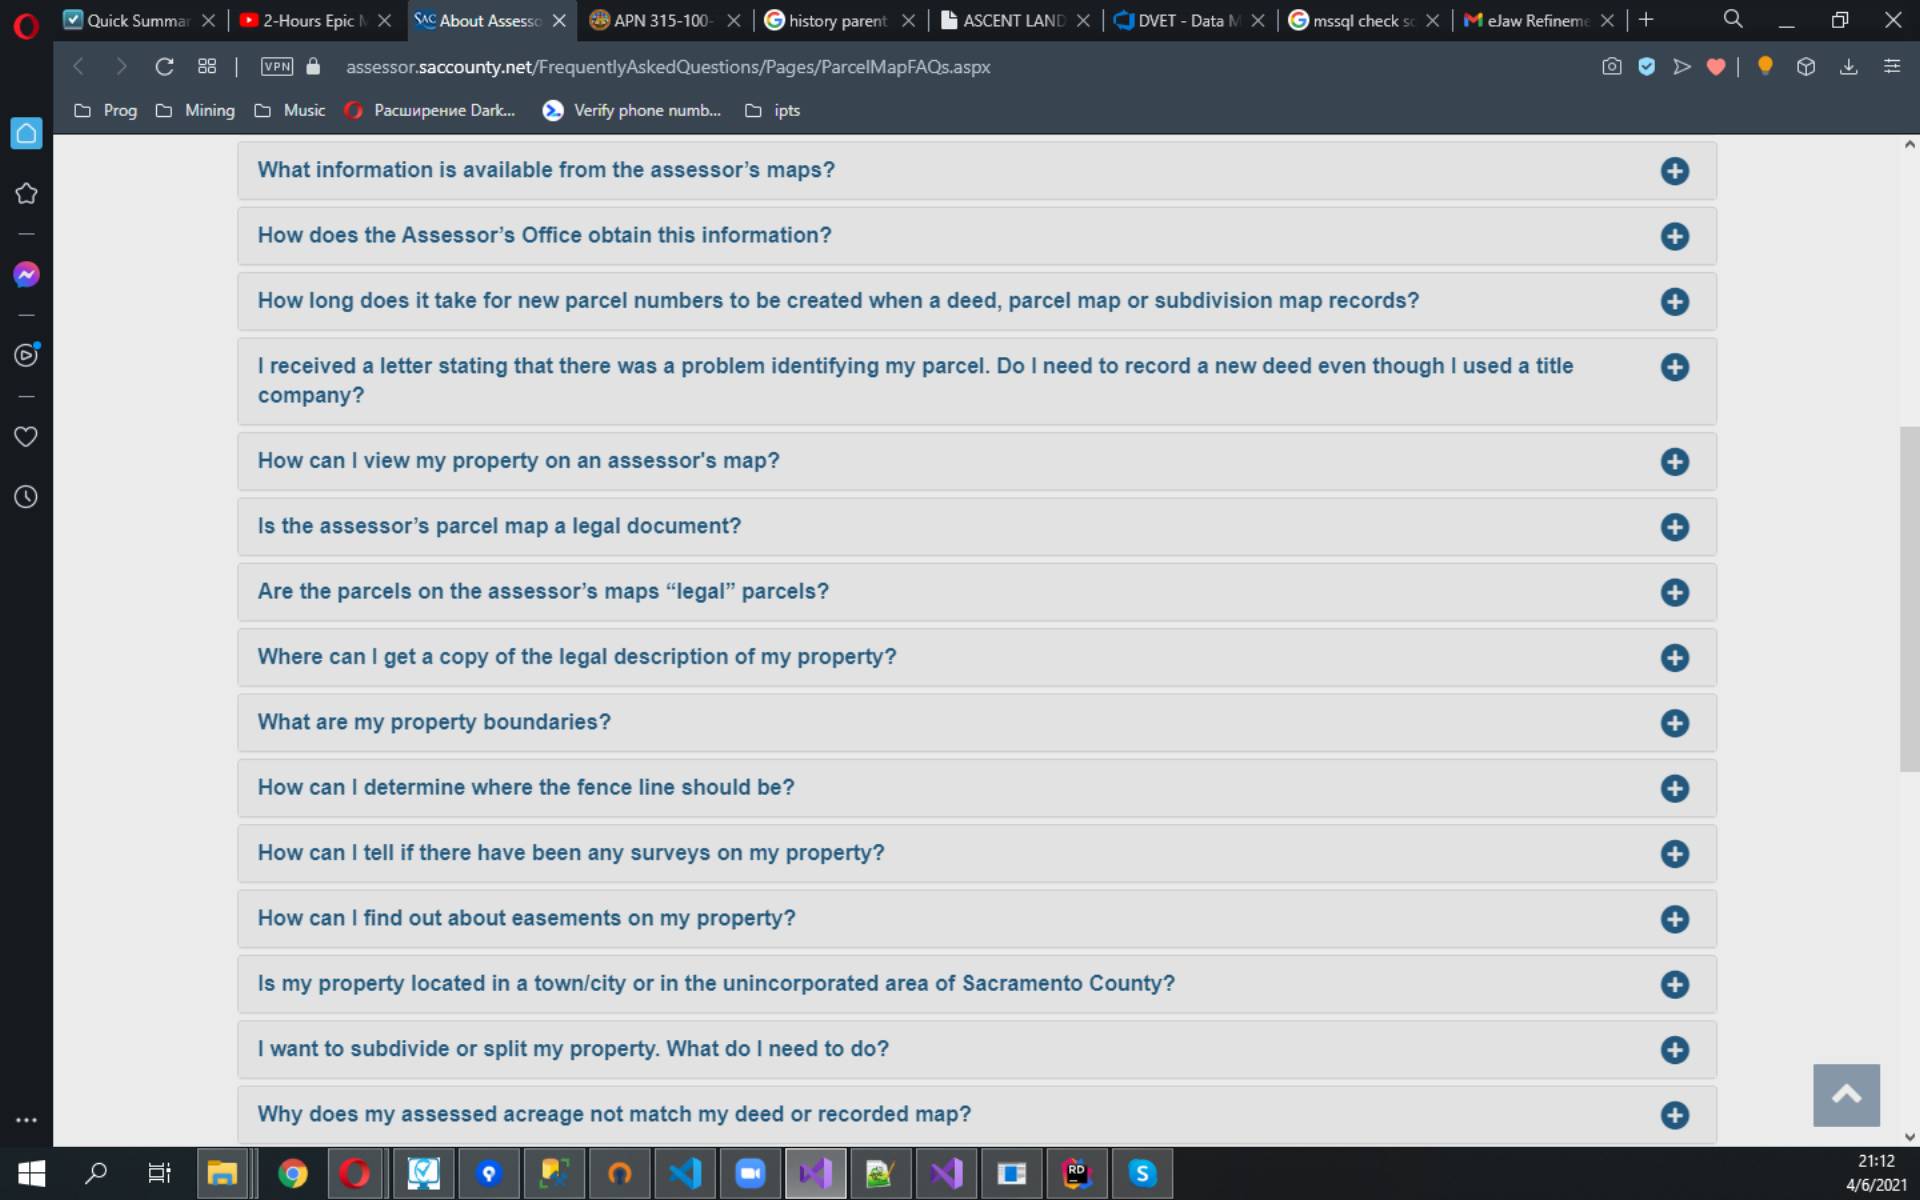 Quick Summar
2-Hours Epic M
SAC About Assesso
APN 315-100-
history parent
ASCENT LAND
DVET - Data M
mssql check sc
eJaw Refineme
VPN
assessor.saccounty.net/FrequentlyAskedQuestions/Pages/ParcelMapFAQs.aspx
Prog
Mining
Music
Расширение Dark...
Verify phone numb...
ipts
What information is available from the assessor’s maps?
How does the Assessor’s Office obtain this information?
How long does it take for new parcel numbers to be created when a deed, parcel map or subdivision map records?
I received a letter stating that there was a problem identifying my parcel. Do I need to record a new deed even though I used a title
company?
How can I view my property on an assessor's map?
Is the assessor’s parcel map a legal document?
Are the parcels on the assessor’s maps “legal” parcels?
Where can I get a copy of the legal description of my property?
What are my property boundaries?
How can I determine where the fence line should be?
How can I tell if there have been any surveys on my property?
How can I find out about easements on my property?
Is my property located in a town/city or in the unincorporated area of Sacramento County?
I want to subdivide or split my property. What do I need to do?
Why does my assessed acreage not match my deed or recorded map?
RD
21:12
4/6/2021